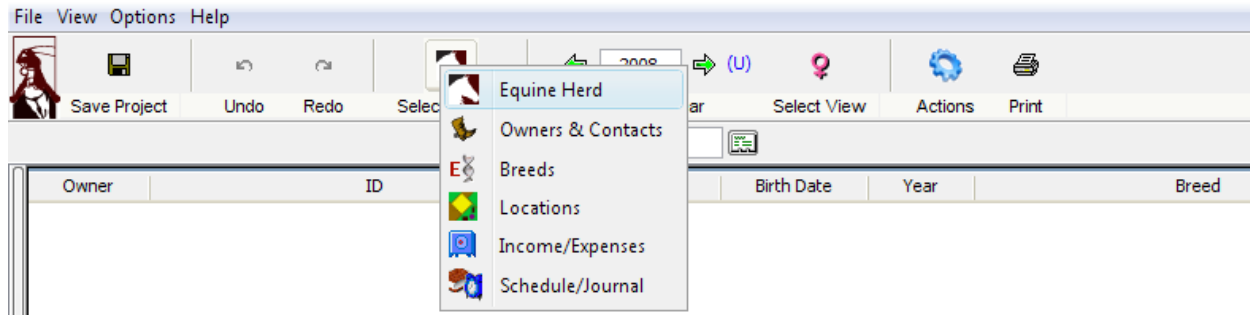 File View Options Help
2008 (U)
Save Project Undo Redo Selec ar Select View Actions Print
Equine Herd
Owners & Contacts
Breeds
Locations
Income/Expenses
Schedule/Journal
Owner ID Birth Date Year Breed